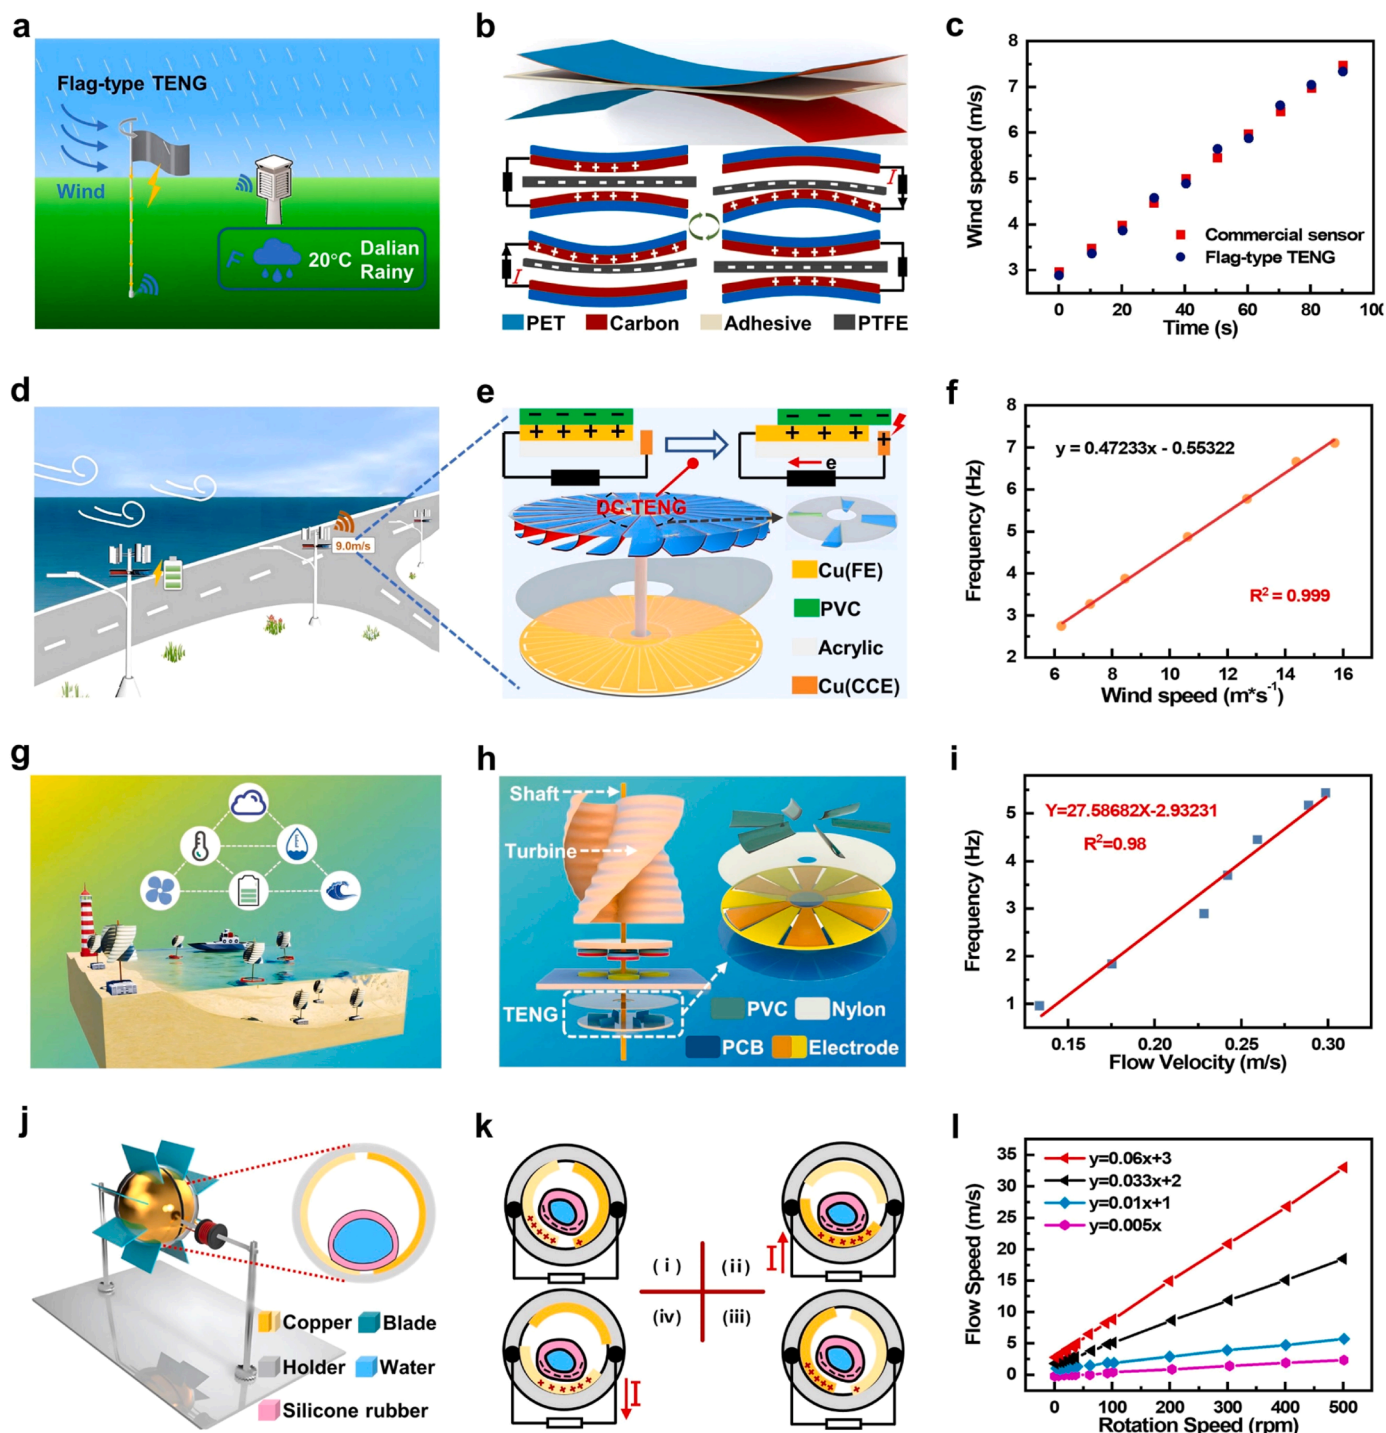 a
Flag-type TENG
Wind
F
20°C
Dalian
Rainy
b
I
I
PET
Carbon
Adhesive
PTFE
c
Wind speed (m/s)
8
7
6
5
4
3
Commercial sensor
Flag-type TENG
0
10
20
30
40
50
60
70
80
90
100
Time (s)
d
9.0m/s
e
e
DC-TENG
Cu(FE)
PVC
Acrylic
Cu(CCE)
f
Frequency (Hz)
8
7
6
5
4
3
2
y = 0.47233x - 0.55322
R² = 0.999
6
8
10
12
14
16
Wind speed (m*s⁻¹)
g
h
Shaft
Turbine
TENG
PVC
Nylon
PCB
Electrode
i
Frequency (Hz)
5
4
3
2
1
Y=27.58682X-2.93231
R²=0.98
0.15
0.20
0.25
0.30
Flow Velocity (m/s)
j
Copper
Blade
Holder
Water
Silicone rubber
k
(i)
(ii)
(iv)
(iii)
I
I
l
Flow Speed (m/s)
35
30
25
20
15
10
5
0
y=0.06x+3
y=0.033x+2
y=0.01x+1
y=0.005x
0
100
200
300
400
500
Rotation Speed (rpm)